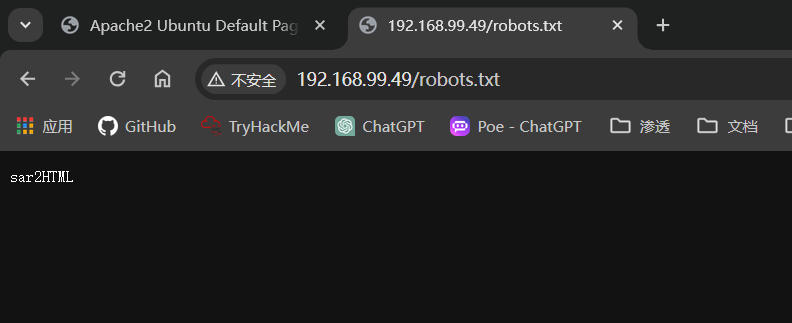 Apache2 Ubuntu Default Pag
192.168.99.49/robots.txt
不安全 192.168.99.49/robots.txt
应用 GitHub TryHackMe ChatGPT Poe - ChatGPT 渗透 文档
sar2HTML